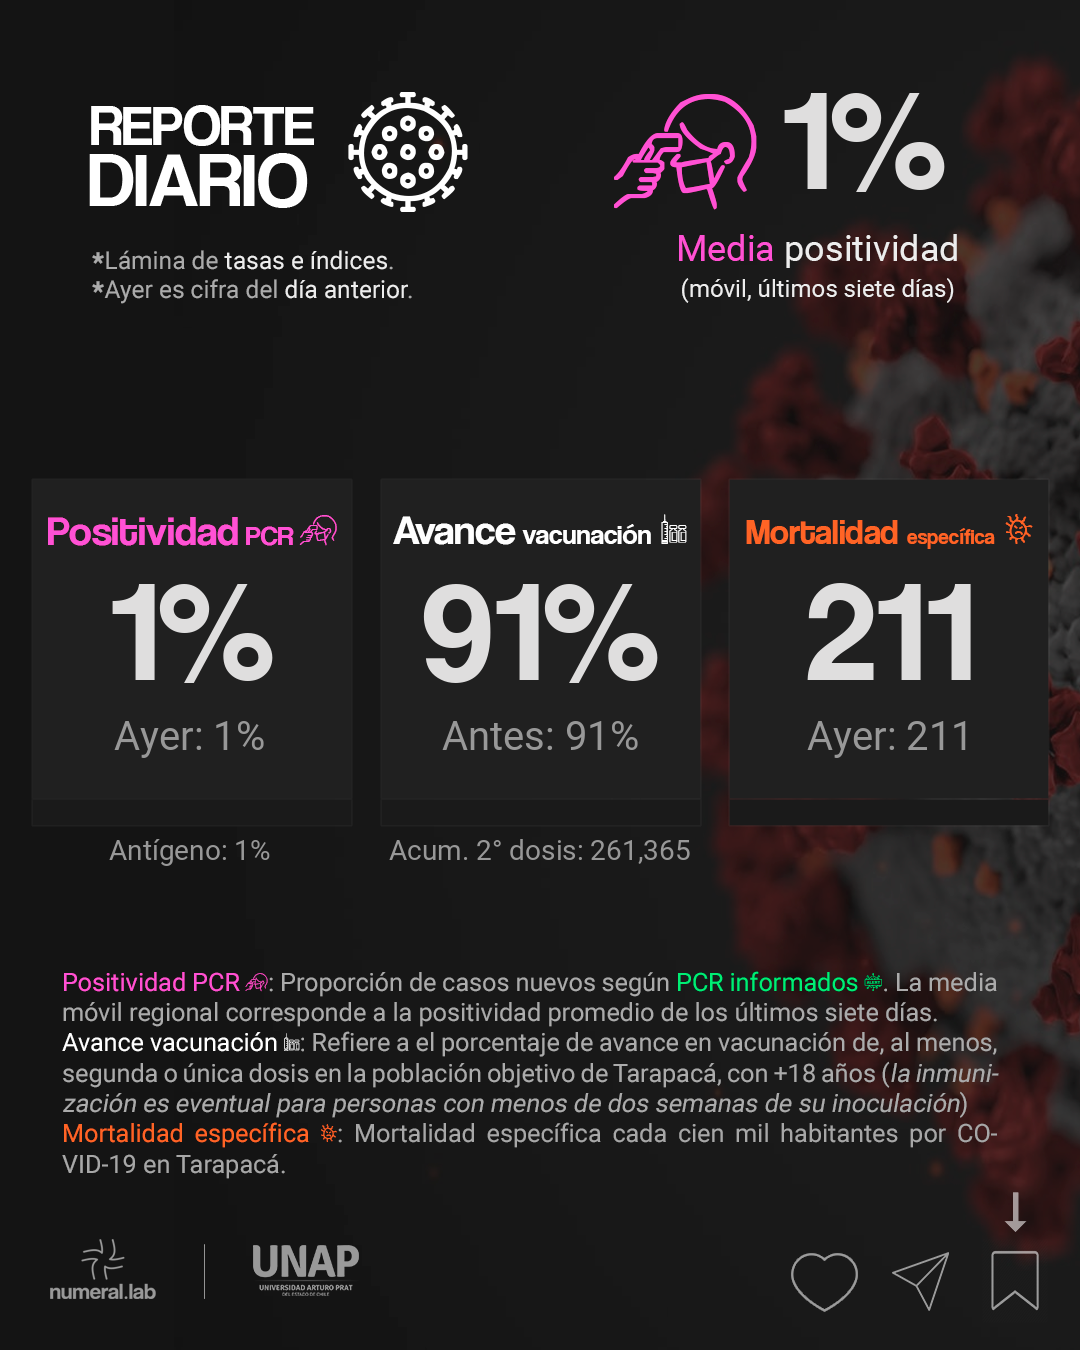 REPORTE
DIARIO
*Lámina de tasas e índices.
*Ayer es cifra del día anterior.
1%
Media positividad
(móvil, últimos siete días)
Positividad PCR
1%
Ayer: 1%
Antígeno: 1%
Avance vacunación
91%
Antes: 91%
Acum. 2° dosis: 261,365
Mortalidad específica
211
Ayer: 211
Positividad PCR : Proporción de casos nuevos según PCR informados . La media
móvil regional corresponde a la positividad promedio de los últimos siete días.
Avance vacunación : Refiere a el porcentaje de avance en vacunación de, al menos,
segunda o única dosis en la población objetivo de Tarapacá, con +18 años (la inmuni-
zación es eventual para personas con menos de dos semanas de su inoculación)
Mortalidad específica : Mortalidad específica cada cien mil habitantes por CO-
VID-19 en Tarapacá.
numeral.lab
UNAP
UNIVERSIDAD ARTURO PRAT
DEL ESTADO DE CHILE